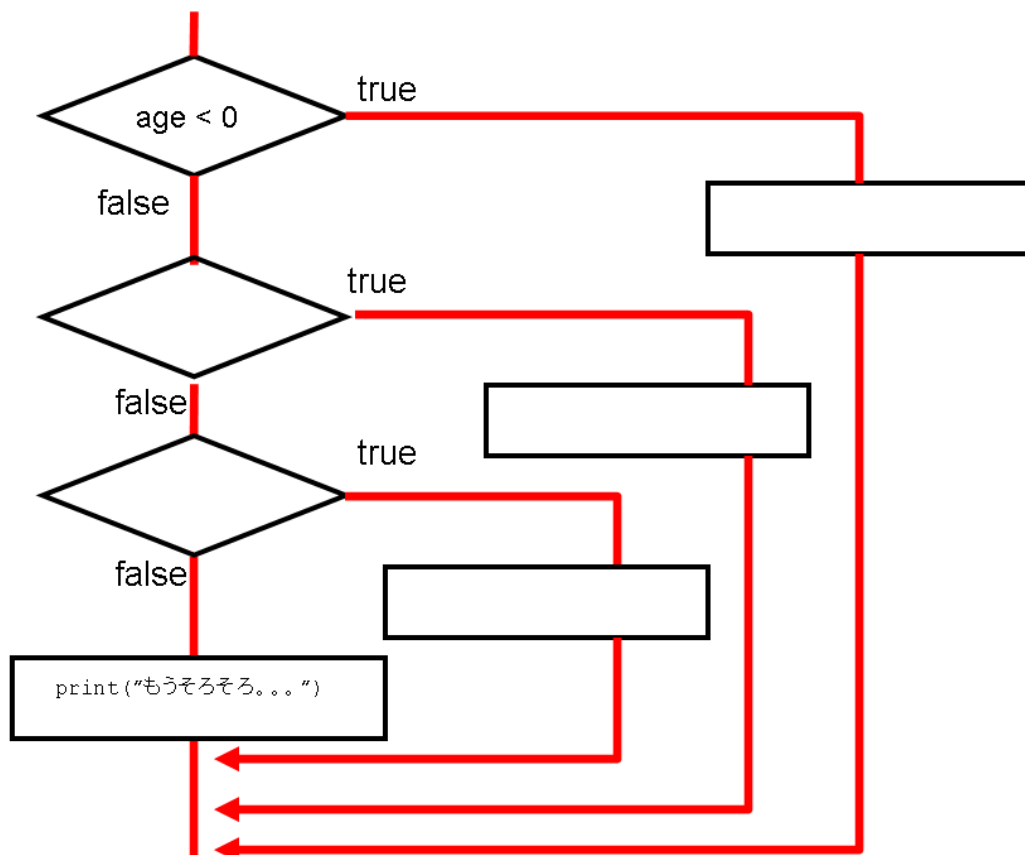 age < 0
true
false
true
false
true
false
print("もうそろそろ。。。")